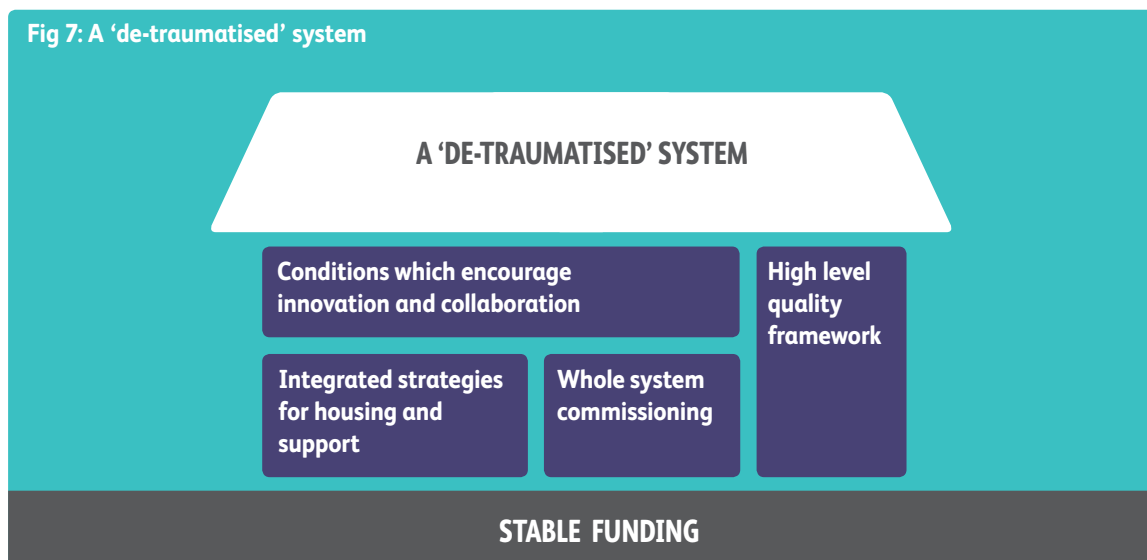 Fig 7: A ‘de-traumatised’ system
A ‘DE-TRAUMATISED’ SYSTEM
Conditions which encourage
innovation and collaboration
High level
quality
framework
Integrated strategies
for housing and
support
Whole system
commissioning
STABLE FUNDING